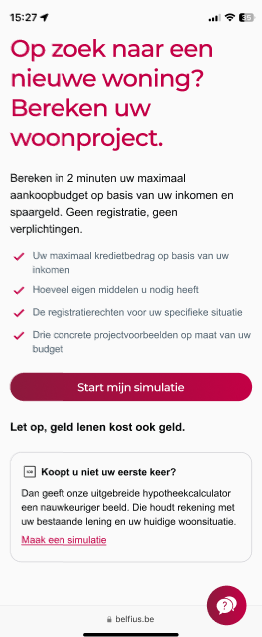 15:27
Op zoek naar een
nieuwe woning?
Bereken uw
woonproject.
Bereken in 2 minuten uw maximaal
aankoopbudget op basis van uw inkomen en
spaargeld. Geen registratie, geen
verplichtingen.
Uw maximaal kredietbedrag op basis van uw
inkomen
Hoeveel eigen middelen u nodig heeft
De registratierechten voor uw specifieke situatie
Drie concrete projectvoorbeelden op maat van uw
budget
Start mijn simulatie
Let op, geld lenen kost ook geld.
Koopt u niet uw eerste keer?
Dan geeft onze uitgebreide hypotheekcalculator
een nauwkeuriger beeld. Die houdt rekening met
uw bestaande lening en uw huidige woonsituatie.
Maak een simulatie
belfius.be